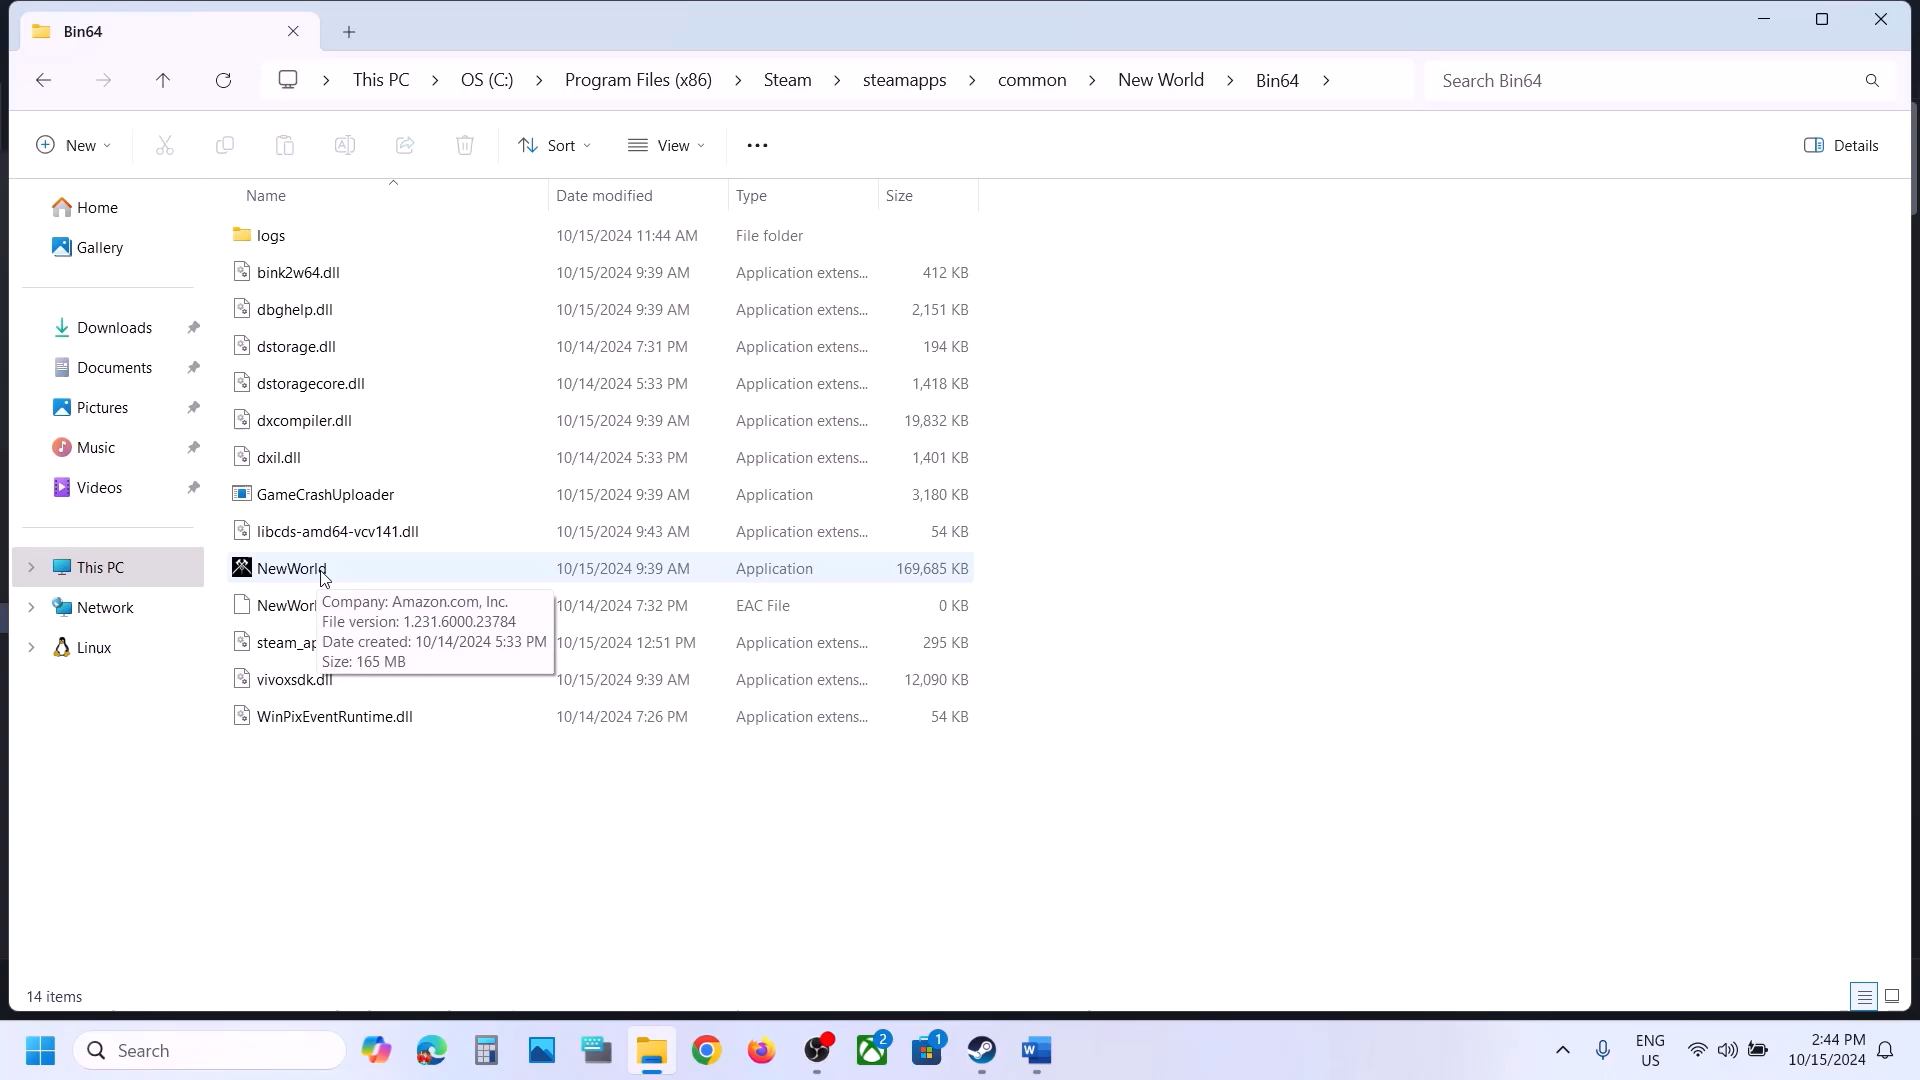 Bin64
This PC > OS (C:) > Program Files (x86) > Steam > steamapps > common > New World > Bin64 >
Search Bin64
New
Sort
View
Details
Name Date modified Type Size
Home
Gallery
Downloads
Documents
Pictures
Music
Videos
This PC
Network
Linux
logs 10/15/2024 11:44 AM File folder
bink2w64.dll 10/15/2024 9:39 AM Application extens... 412 KB
dbghelp.dll 10/15/2024 9:39 AM Application extens... 2,151 KB
dstorage.dll 10/14/2024 7:31 PM Application extens... 194 KB
dstoragecore.dll 10/14/2024 5:33 PM Application extens... 1,418 KB
dxcompiler.dll 10/15/2024 9:39 AM Application extens... 19,832 KB
dxil.dll 10/14/2024 5:33 PM Application extens... 1,401 KB
GameCrashUploader 10/15/2024 9:39 AM Application 3,180 KB
libcds-amd64-vcv141.dll 10/15/2024 9:43 AM Application extens... 54 KB
NewWorld 10/15/2024 9:39 AM Application 169,685 KB
NewWorl 10/14/2024 7:32 PM EAC File 0 KB
steam_ap 10/15/2024 12:51 PM Application extens... 295 KB
vivoxsdk.dll 10/15/2024 9:39 AM Application extens... 12,090 KB
WinPixEventRuntime.dll 10/14/2024 7:26 PM Application extens... 54 KB
Company: Amazon.com, Inc.
File version: 1.231.6000.23784
Date created: 10/14/2024 5:33 PM
Size: 165 MB
14 items
Search
2
1
ENG
US
2:44 PM
10/15/2024